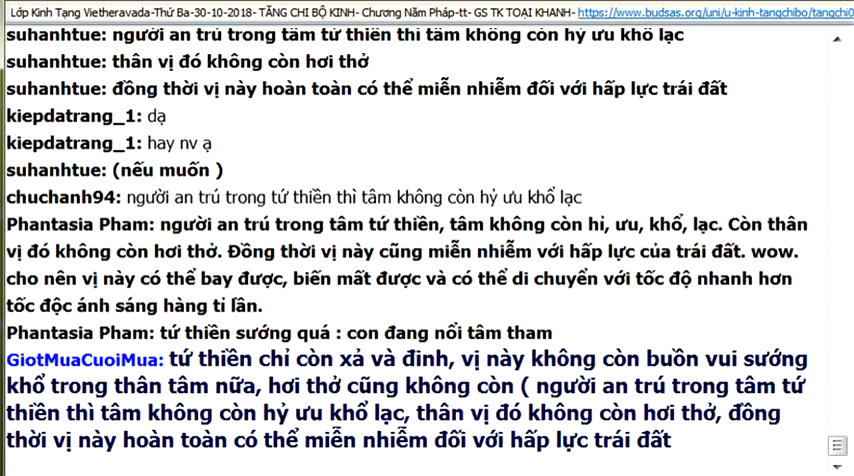 Lớp Kinh Tạng Vietheravada-Thứ Ba-30-10-2018- TĂNG CHI BỘ KINH- Chương Năm Pháp-tt- GS TK TOẠI KHANH- https://www.budsas.org/uni/u-kinh-tangchibo/tangchi0
suhanhtue: người an trú trong tâm tứ thiền thì tâm không còn hỷ ưu khổ lạc
suhanhtue: thân vị đó không còn hơi thở
suhanhtue: đồng thời vị này hoàn toàn có thể miễn nhiễm đối với hấp lực trái đất
kiepdatrang_1: dạ
kiepdatrang_1: hay nv ạ
suhanhtue: (nếu muốn )
chuchanh94: người an trú trong tứ thiền thì tâm không còn hỷ ưu khổ lạc
Phantasia Pham: người an trú trong tâm tứ thiền, tâm không còn hỉ, ưu, khổ, lạc. Còn thân
vị đó không còn hơi thở. Đồng thời vị này cũng miễn nhiễm với hấp lực của trái đất. wow.
cho nên vị này có thể bay được, biến mất được và có thể di chuyển với tốc độ nhanh hơn
tốc độc ánh sáng hàng tỉ lần.
Phantasia Pham: tứ thiền sướng quá : con đang nổi tâm tham
GiotMuaCuoiMua: tứ thiền chỉ còn xả và đinh, vị này không còn buồn vui sướng
khổ trong thân tâm nữa, hơi thở cũng không còn ( người an trú trong tâm tứ
thiền thì tâm không còn hỷ ưu khổ lạc, thân vị đó không còn hơi thở, đồng
thời vị này hoàn toàn có thể miễn nhiễm đối với hấp lực trái đất